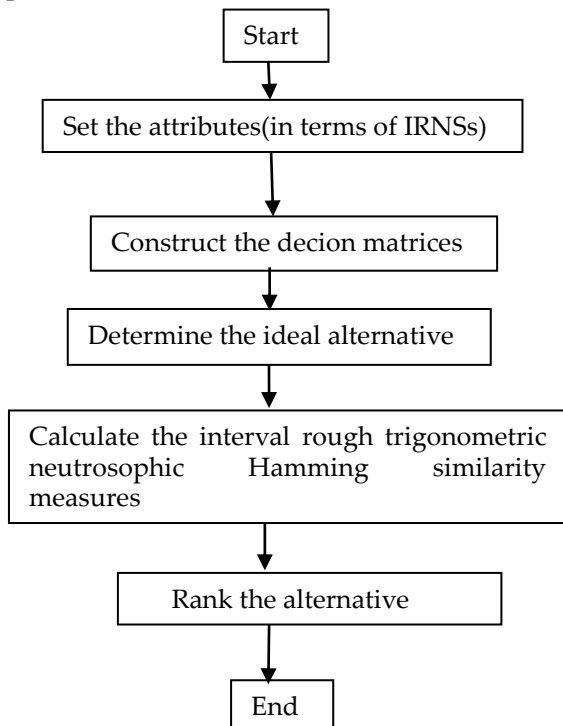 Start
Set the attributes(in terms of IRNSs)
Construct the decion matrices
Determine the ideal alternative
Calculate the interval rough trigonometric
neutrosophic Hamming similarity
measures
Rank the alternative
End